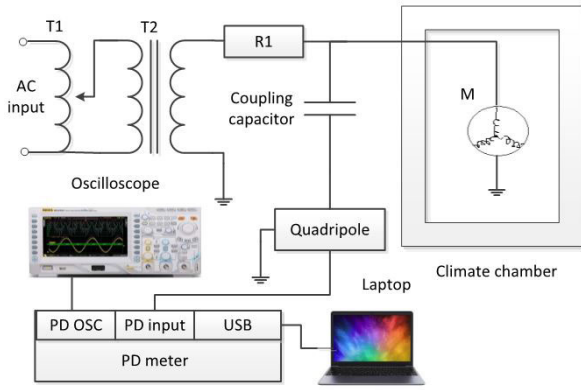 T1
T2
R1
AC
input
Coupling
capacitor
M
Oscilloscope
Quadripole
Climate chamber
Laptop
PD OSC
PD input
USB
PD meter